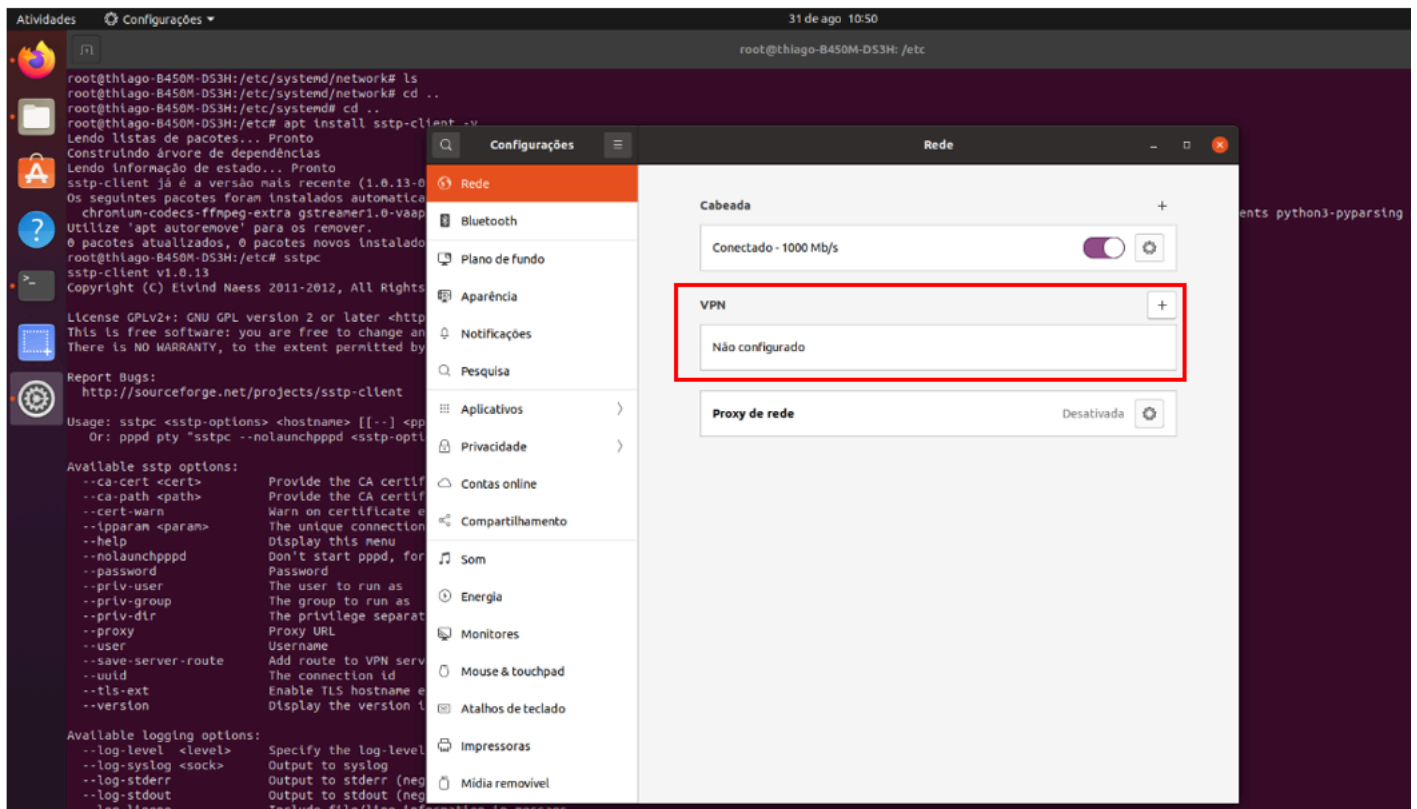 Atividades
Configurações
31 de ago 10:50
root@thiago-B450M-DS3H: /etc
root@thiago-B450M-DS3H:/etc/systemd/network# ls
root@thiago-B450M-DS3H:/etc/systemd/network# cd ..
root@thiago-B450M-DS3H:/etc/systemd# cd ..
root@thiago-B450M-DS3H:/etc# apt install sstp-client -v
Lendo listas de pacotes... Pronto
Construindo árvore de dependências
Lendo informação de estado... Pronto
sstp-client já é a versão mais recente (1.0.13-0
Os seguintes pacotes foram instalados automatica
chromium-codecs-ffmpeg-extra gstreamer1.0-vaap
ents python3-pyparsing
Utilize 'apt autoremove' para os remover.
0 pacotes atualizados, 0 pacotes novos instalado
root@thiago-B450M-DS3H:/etc# sstpc
sstp-client v1.0.13
Copyright (C) Eivind Naess 2011-2012, All Rights
License GPLv2+: GNU GPL version 2 or later <http
This is free software: you are free to change an
There is NO WARRANTY, to the extent permitted by
Report Bugs:
http://sourceforge.net/projects/sstp-client
Usage: sstpc <sstp-options> <hostname> [[--] <pp
Or: pppd pty "sstpc --nolaunchpppd <sstp-opti
Available sstp options:
--ca-cert <cert> Provide the CA certif
--ca-path <path> Provide the CA certif
--cert-warn Warn on certificate e
--ipparam <param> The unique connection
--help Display this menu
--nolaunchpppd Don't start pppd, for
--password Password
--priv-user The user to run as
--priv-group The group to run as
--priv-dir The privilege separat
--proxy Proxy URL
--user Username
--save-server-route Add route to VPN serv
--uuid The connection id
--tls-ext Enable TLS hostname e
--version Display the version i
Available logging options:
--log-level <level> Specify the log-level
--log-syslog <sock> Output to syslog
--log-stderr Output to stderr (neg
--log-stdout Output to stdout (neg
Configurações
Rede
Rede
Bluetooth
Plano de fundo
Aparência
Notificações
Pesquisa
Aplicativos
Privacidade
Contas online
Compartilhamento
Som
Energia
Monitores
Mouse & touchpad
Atalhos de teclado
Impressoras
Mídia removível
Cabeada
Conectado - 1000 Mb/s
VPN
Não configurado
Proxy de rede
Desativada